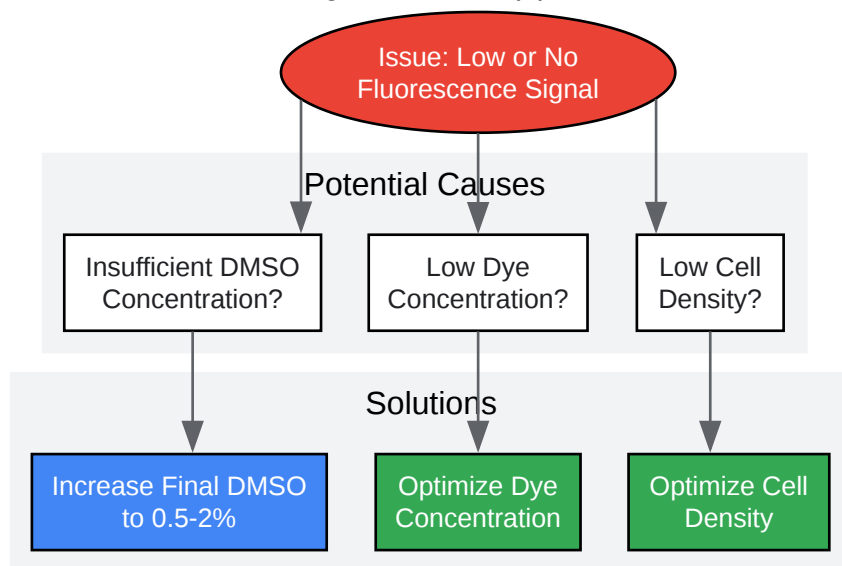 Issue: Low or No
Fluorescence Signal
Potential Causes
Insufficient DMSO
Concentration?
Low Dye
Concentration?
Low Cell
Density?
Solutions
Increase Final DMSO
to 0.5-2%
Optimize Dye
Concentration
Optimize Cell
Density